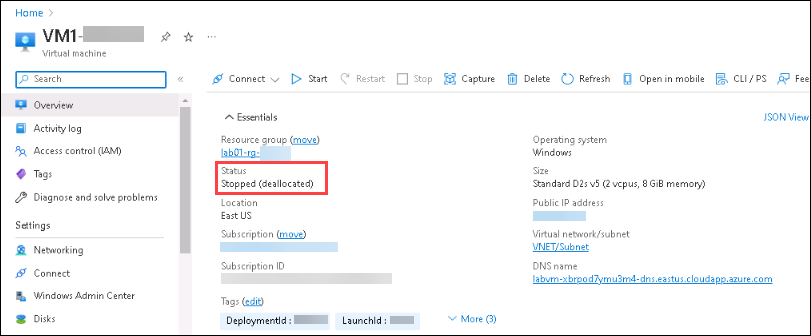 Home >
VM1-
Virtual machine
Search
Overview
Activity log
Access control (IAM)
Tags
Diagnose and solve problems
Settings
Networking
Connect
Windows Admin Center
Disks
Connect Start Restart Stop Capture Delete Refresh Open in mobile CLI / PS Fee
Essentials
JSON View
Resource group (move)
lab01-rg-
Status
Stopped (deallocated)
Location
East US
Subscription (move)
Subscription ID
Tags (edit)
DeploymentId :
LaunchId :
More (3)
Operating system
Windows
Size
Standard D2s v5 (2 vcpus, 8 GiB memory)
Public IP address
Virtual network/subnet
VNET/Subnet
DNS name
labvm-xbrpod7ymu3m4-dns.eastus.cloudapp.azure.com